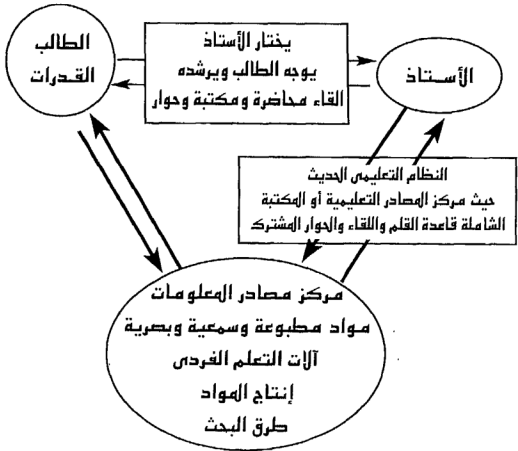 الطالب
القدرات
يختار الأستاذ
يوجه الطالب ويرشده
القاء محاضرة ومكتبة وحوار
الأستاذ
النظام التعليمى الحديث
حيث مركز المصادر التعليمية أو المكتبة
الشاملة قاعدة القلم واللقاء والحوار المشترك
مركز مصادر المعلومات
مواد مطبوعة وسمعية وبصرية
آلات التعلم الفردى
إنتاج المواد
طرق البحث